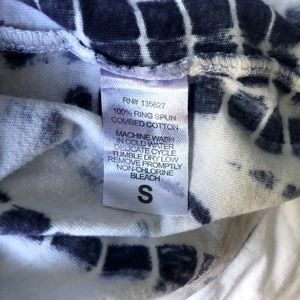 RN# 135627
100% RING SPUN
COMBED COTTON
MACHINE WASH
IN COLD WATER
DELICATE CYCLE
TUMBLE DRY LOW
REMOVE PROMPTLY
NON-CHLORINE
BLEACH
S